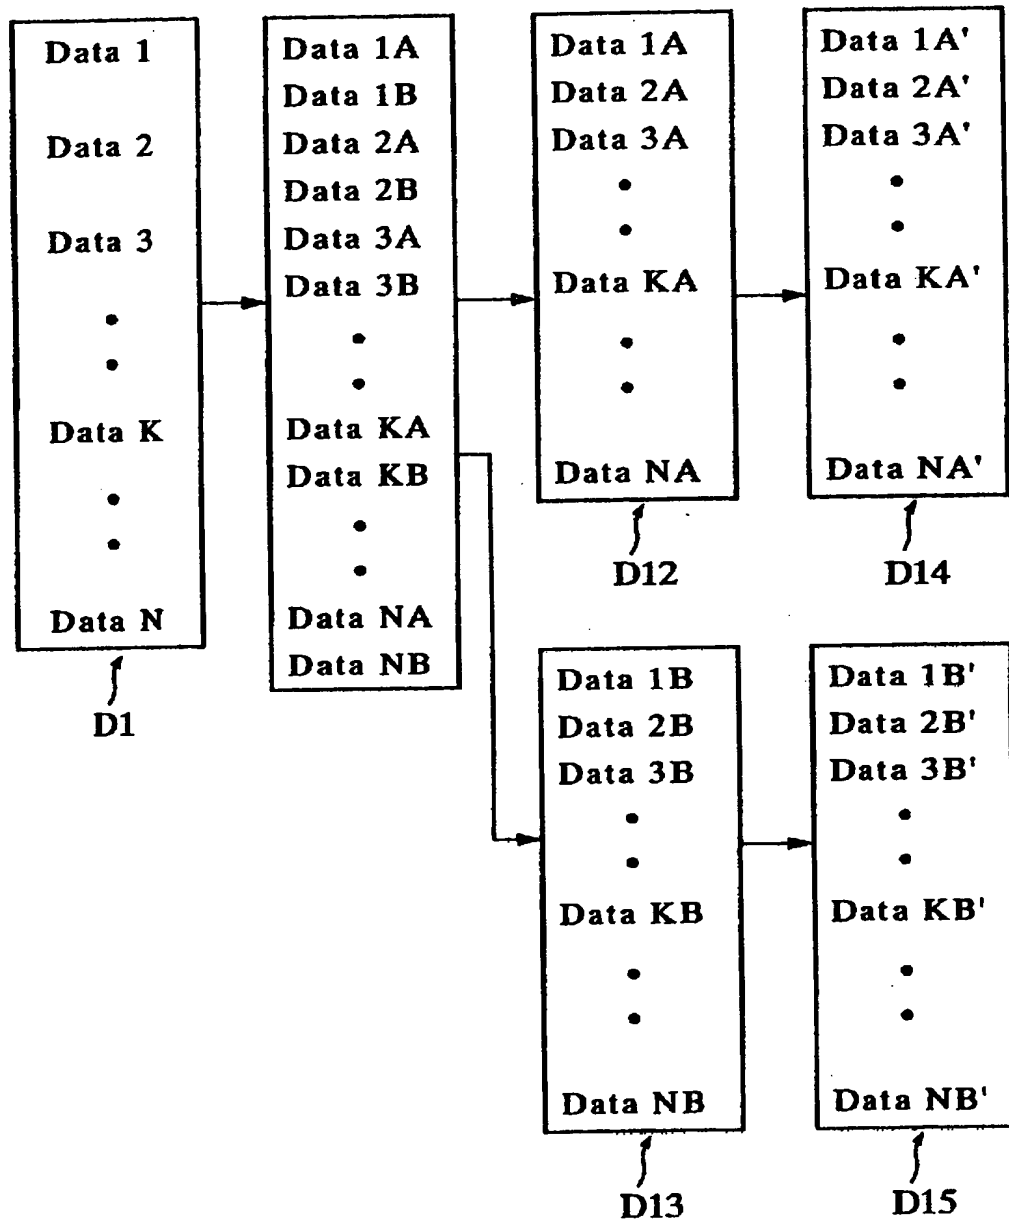 Data 1
Data 2
Data 3
Data K
Data N
D1
Data 1A
Data 1B
Data 2A
Data 2B
Data 3A
Data 3B
Data KA
Data KB
Data NA
Data NB
Data 1A
Data 2A
Data 3A
Data KA
Data NA
D12
Data 1A'
Data 2A'
Data 3A'
Data KA'
Data NA'
D14
Data 1B
Data 2B
Data 3B
Data KB
Data NB
D13
Data 1B'
Data 2B'
Data 3B'
Data KB'
Data NB'
D15